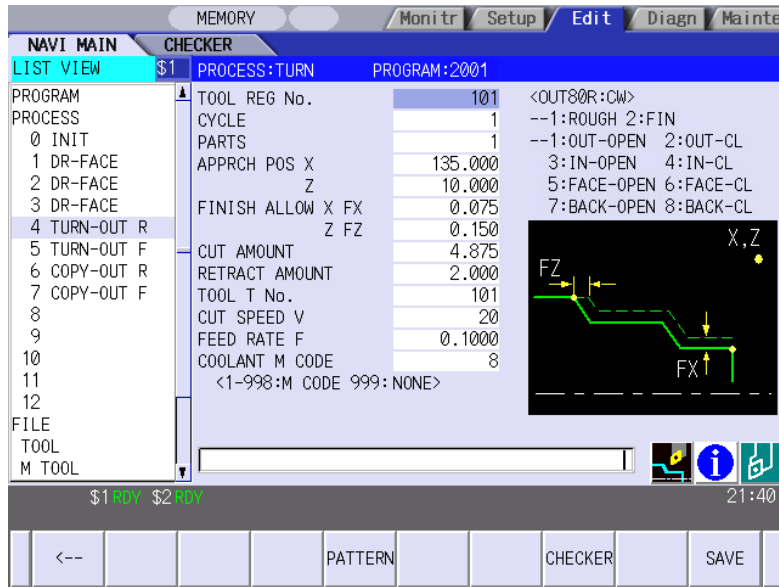 MEMORY
Monitr Setup Edit Diagn Mainte
NAVI MAIN CHECKER
LIST VIEW $1 PROCESS:TURN PROGRAM:2001
PROGRAM
PROCESS
0 INIT
1 DR-FACE
2 DR-FACE
3 DR-FACE
4 TURN-OUT R
5 TURN-OUT F
6 COPY-OUT R
7 COPY-OUT F
8
9
10
11
12
FILE
TOOL
M TOOL
TOOL REG No. 101
CYCLE 1
PARTS 1
APPRCH POS X 135.000
Z 10.000
FINISH ALLOW X FX 0.075
Z FZ 0.150
CUT AMOUNT 4.875
RETRACT AMOUNT 2.000
TOOL T No. 101
CUT SPEED V 20
FEED RATE F 0.1000
COOLANT M CODE 8
<1-998:M CODE 999:NONE>
<OUT80R:CW>
--1:ROUGH 2:FIN
--1:OUT-OPEN 2:OUT-CL
3:IN-OPEN 4:IN-CL
5:FACE-OPEN 6:FACE-CL
7:BACK-OPEN 8:BACK-CL
X,Z
FZ
FX
i
$1 RDY $2 RDY 21:40
<-- PATTERN CHECKER SAVE